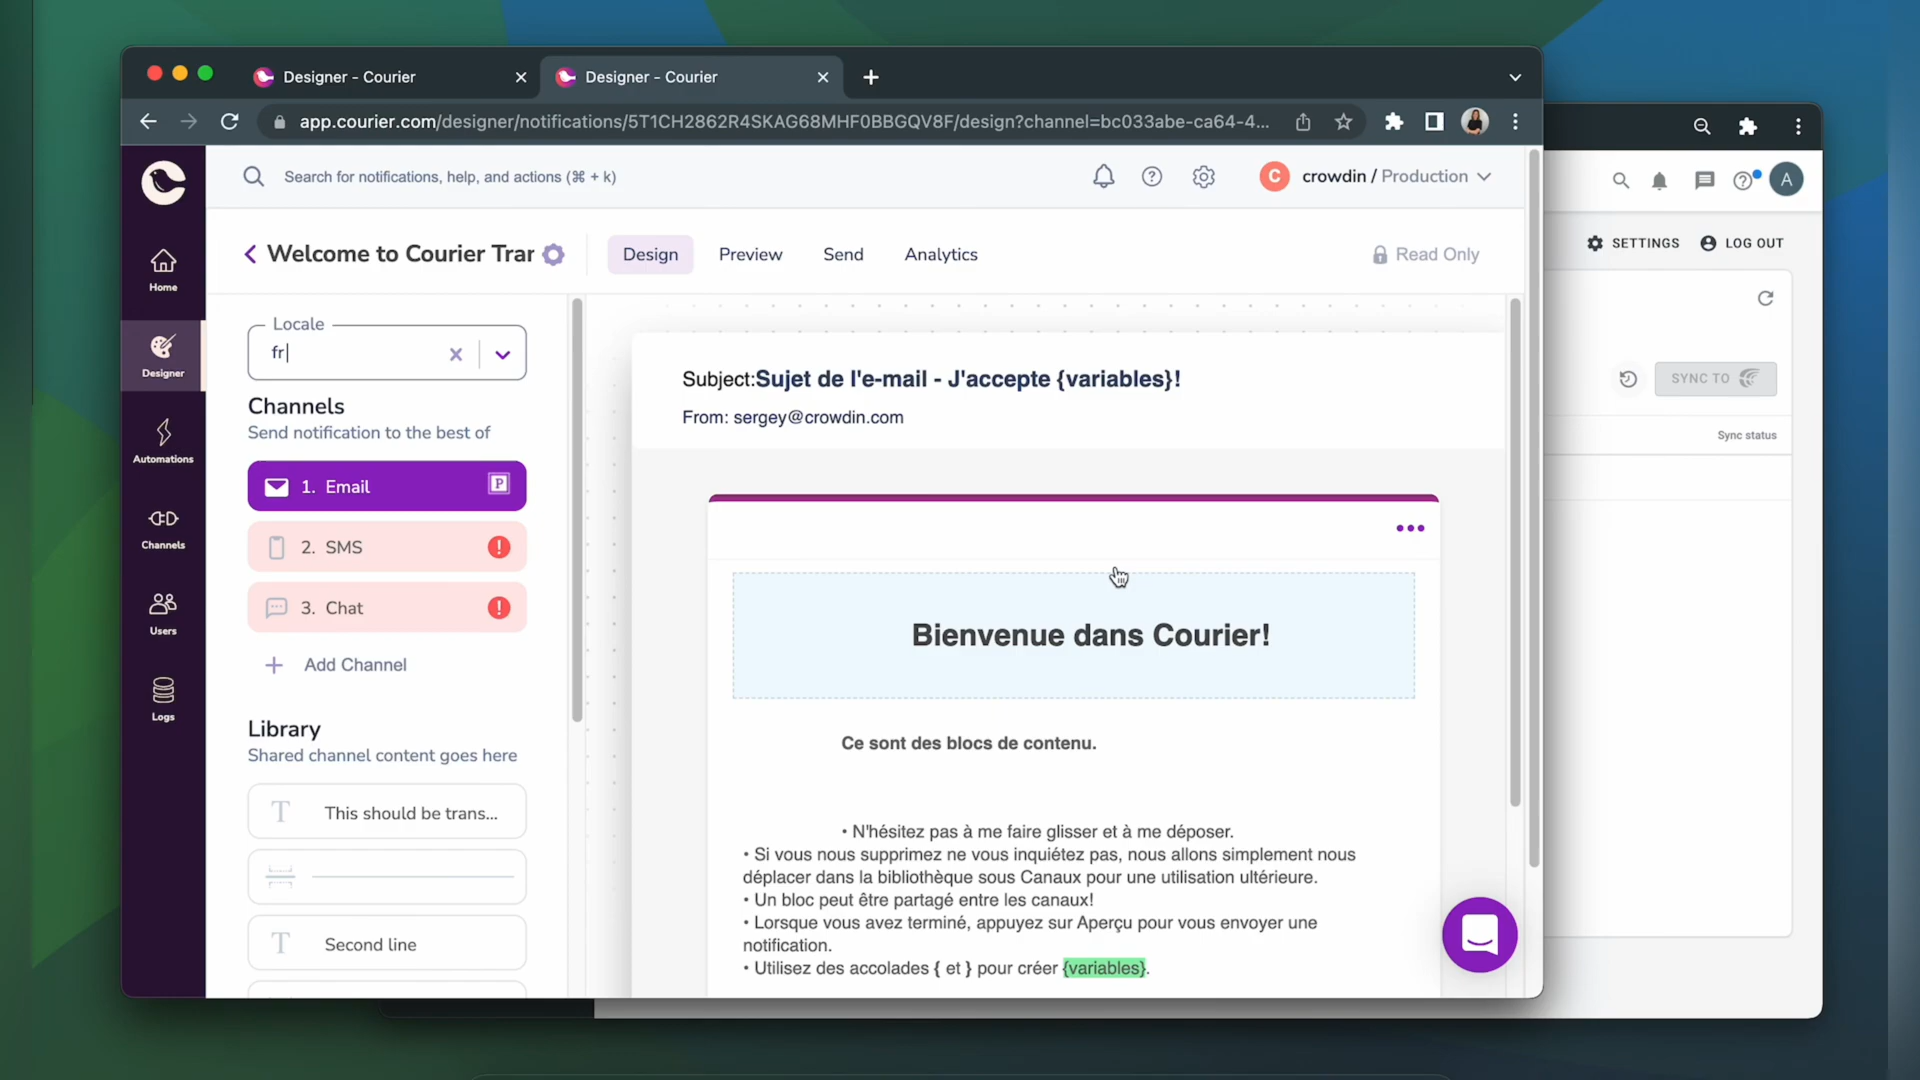 Designer - Courier
Designer - Courier
app.courier.com/designer/notifications/5T1CH2862R4SKAG68MHF0BBGQV8F/design?channel=bc033abe-ca64-4...
Search for notifications, help, and actions (⌘ + k)
C
crowdin / Production
A
Welcome to Courier Trar
Design
Preview
Send
Analytics
Read Only
SETTINGS
LOG OUT
Home
Designer
Automations
Channels
Users
Logs
Locale
fr
Channels
Send notification to the best of
1. Email
P
2. SMS
3. Chat
+ Add Channel
Library
Shared channel content goes here
T This should be trans...
T Second line
Subject:Sujet de l'e-mail - J'accepte {variables}!
From: sergey@crowdin.com
Bienvenue dans Courier!
Ce sont des blocs de contenu.
• N'hésitez pas à me faire glisser et à me déposer.
• Si vous nous supprimez ne vous inquiétez pas, nous allons simplement nous
déplacer dans la bibliothèque sous Canaux pour une utilisation ultérieure.
• Un bloc peut être partagé entre les canaux!
• Lorsque vous avez terminé, appuyez sur Aperçu pour vous envoyer une
notification.
• Utilisez des accolades { et } pour créer {variables}.
SYNC TO
Sync status